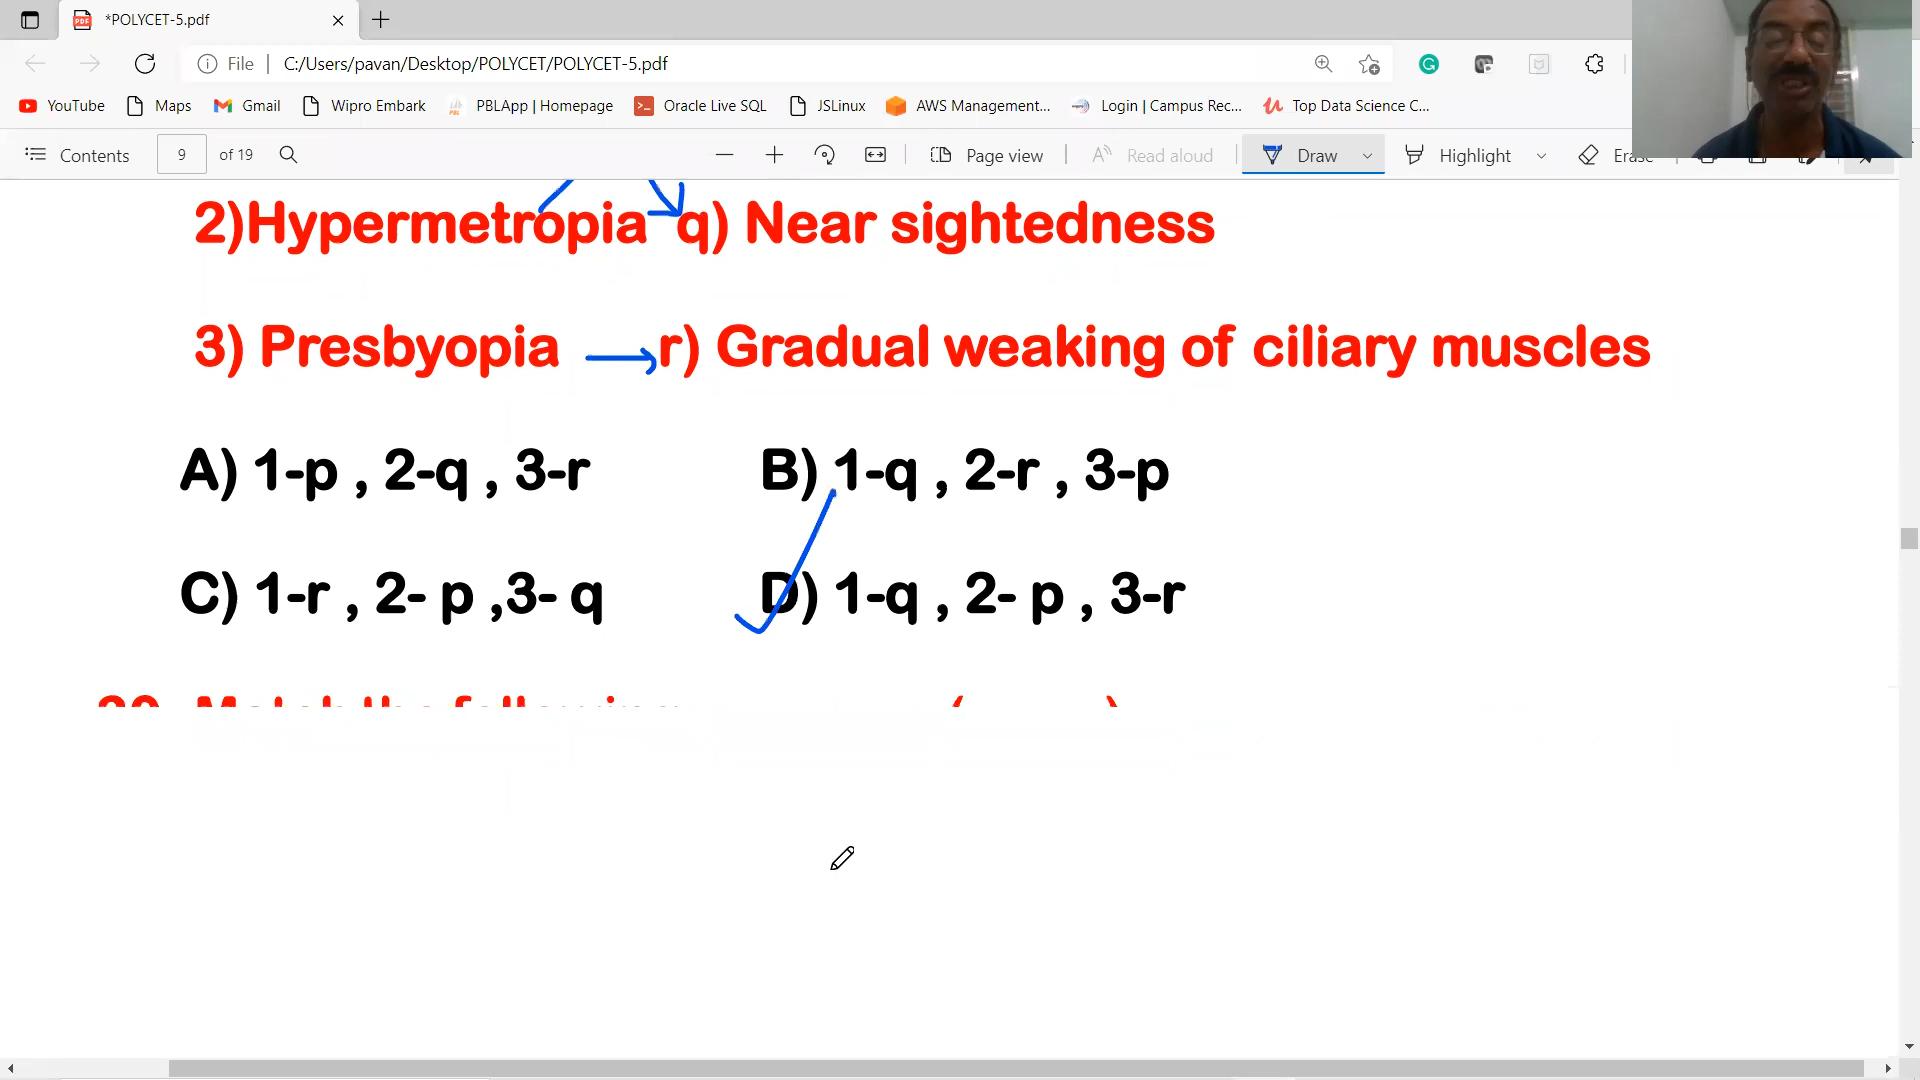 *POLYCET-5.pdf
File C:/Users/pavan/Desktop/POLYCET/POLYCET-5.pdf
YouTube Maps Gmail Wipro Embark PBLApp | Homepage Oracle Live SQL JSLinux AWS Management... Login | Campus Rec... Top Data Science C...
Contents 9 of 19 Page view Read aloud Draw Highlight
2)Hypermetropia q) Near sightedness
3) Presbyopia r) Gradual weaking of ciliary muscles
A) 1-p , 2-q , 3-r B) 1-q , 2-r , 3-p
C) 1-r , 2- p ,3- q D) 1-q , 2- p , 3-r
Match the following ( )